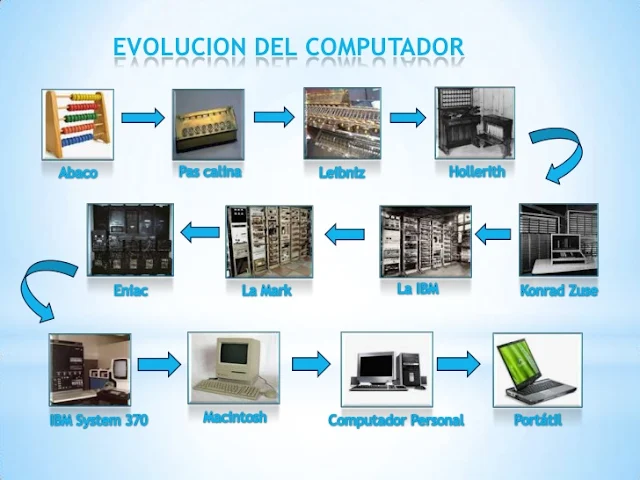 EVOLUCION DEL COMPUTADOR
Abaco
Pas calina
Leibniz
Hollerith
Eniac
La Mark
La IBM
Konrad Zuse
IBM System 370
Macintosh
Computador Personal
Portátil